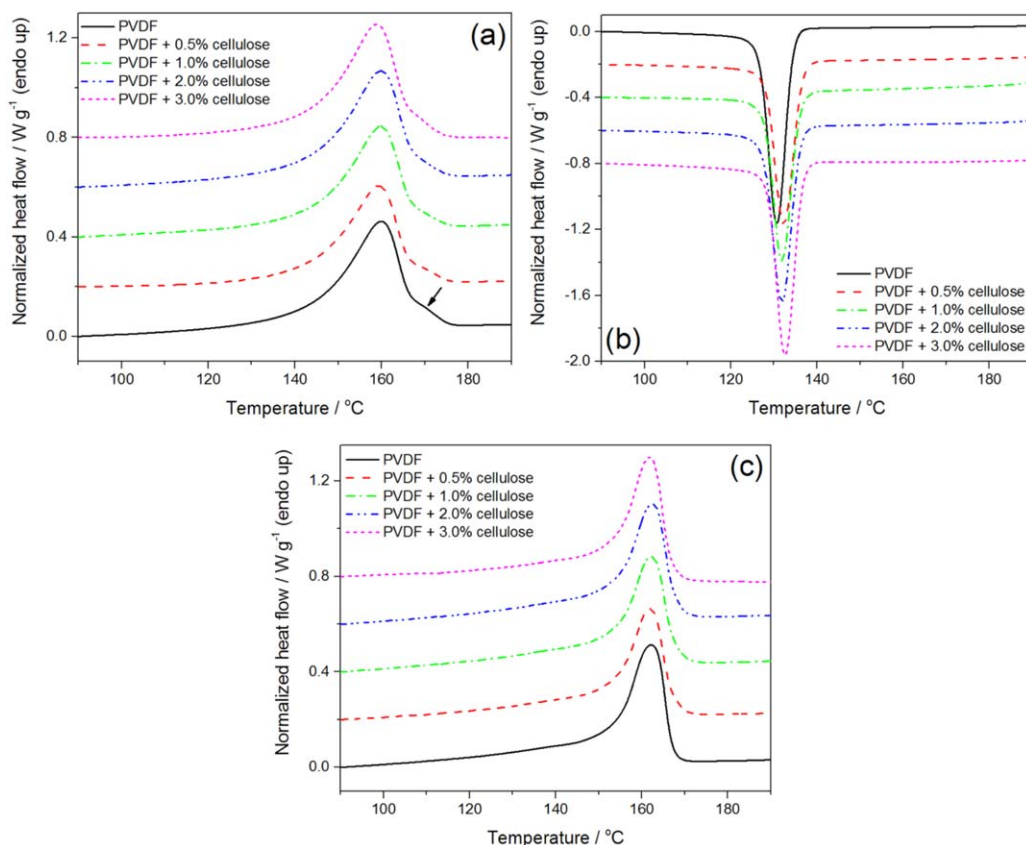 (a)
PVDF
PVDF + 0.5% cellulose
PVDF + 1.0% cellulose
PVDF + 2.0% cellulose
PVDF + 3.0% cellulose
1.2
0.8
0.4
0.0
Normalized heat flow / W g⁻¹ (endo up)
100 120 140 160 180
Temperature / °C
(b)
0.0
-0.4
-0.8
-1.2
-1.6
-2.0
Normalized heat flow / W g⁻¹ (endo up)
PVDF
PVDF + 0.5% cellulose
PVDF + 1.0% cellulose
PVDF + 2.0% cellulose
PVDF + 3.0% cellulose
100 120 140 160 180
Temperature / °C
(c)
PVDF
PVDF + 0.5% cellulose
PVDF + 1.0% cellulose
PVDF + 2.0% cellulose
PVDF + 3.0% cellulose
1.2
0.8
0.4
0.0
Normalized heat flow / W g⁻¹ (endo up)
100 120 140 160 180
Temperature / °C